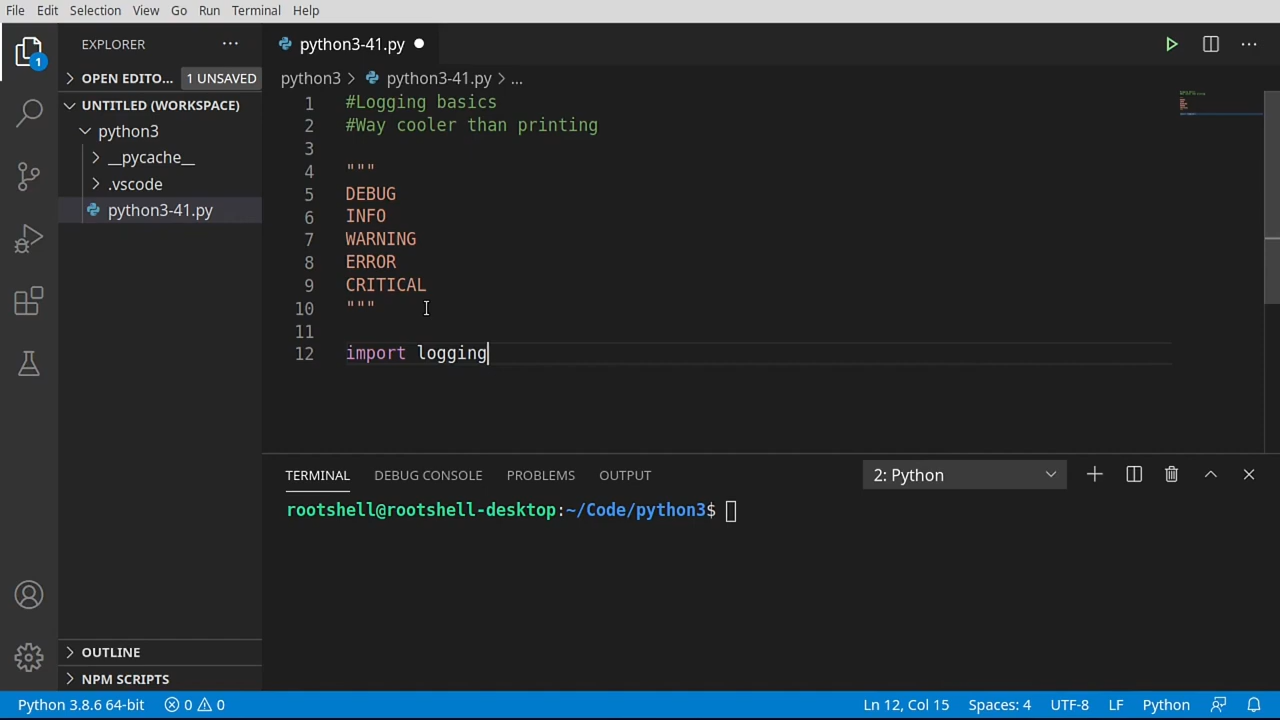 File Edit Selection View Go Run Terminal Help
EXPLORER
1
OPEN EDITO... 1 UNSAVED
UNTITLED (WORKSPACE)
python3
__pycache__
.vscode
python3-41.py
OUTLINE
NPM SCRIPTS
python3-41.py
python3 > python3-41.py > ...
1 #Logging basics
2 #Way cooler than printing
3
4 """
5 DEBUG
6 INFO
7 WARNING
8 ERROR
9 CRITICAL
10 """
11
12 import logging
TERMINAL DEBUG CONSOLE PROBLEMS OUTPUT 2: Python
rootshell@rootshell-desktop:~/Code/python3$
Python 3.8.6 64-bit 0 0 Ln 12, Col 15 Spaces: 4 UTF-8 LF Python